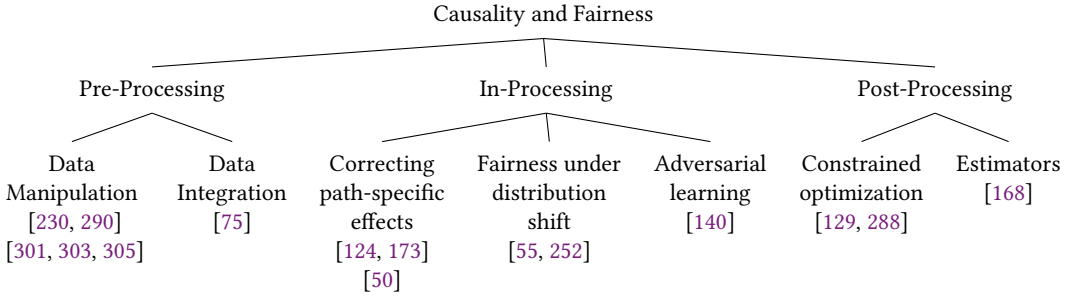 Causality and Fairness
Pre-Processing
In-Processing
Post-Processing
Data
Manipulation
[230, 290]
[301, 303, 305]
Data
Integration
[75]
Correcting
path-specific
effects
[124, 173]
[50]
Fairness under
distribution
shift
[55, 252]
Adversarial
learning
[140]
Constrained
optimization
[129, 288]
Estimators
[168]